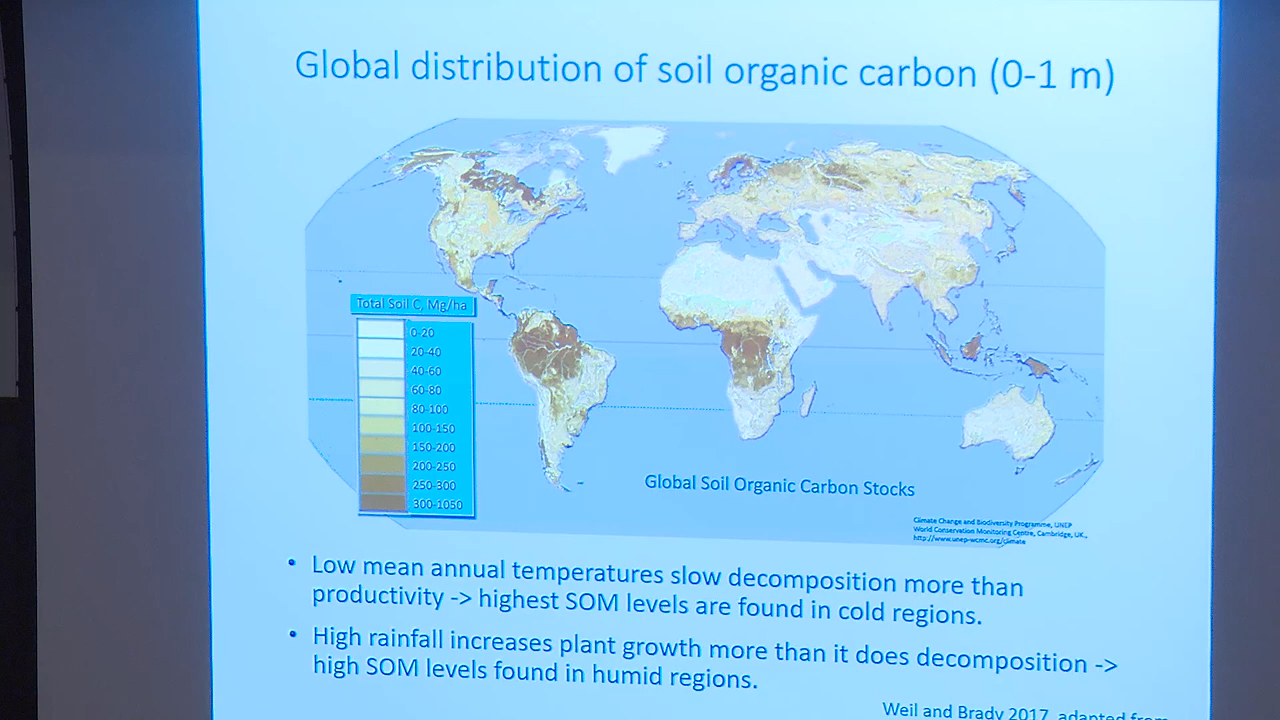 Global distribution of soil organic carbon (0-1 m)
Total Soil C, Mg/ha
0-20
20-40
40-60
60-80
80-100
100-150
150-200
200-250
250-300
300-1050
Global Soil Organic Carbon Stocks
Climate Change and Biodiversity Programme, UNEP
World Conservation Monitoring Centre, Cambridge, UK.,
http://www.unep-wcmc.org/climate
• Low mean annual temperatures slow decomposition more than
productivity -> highest SOM levels are found in cold regions.
• High rainfall increases plant growth more than it does decomposition ->
high SOM levels found in humid regions.
Weil and Brady 2017, adapted from